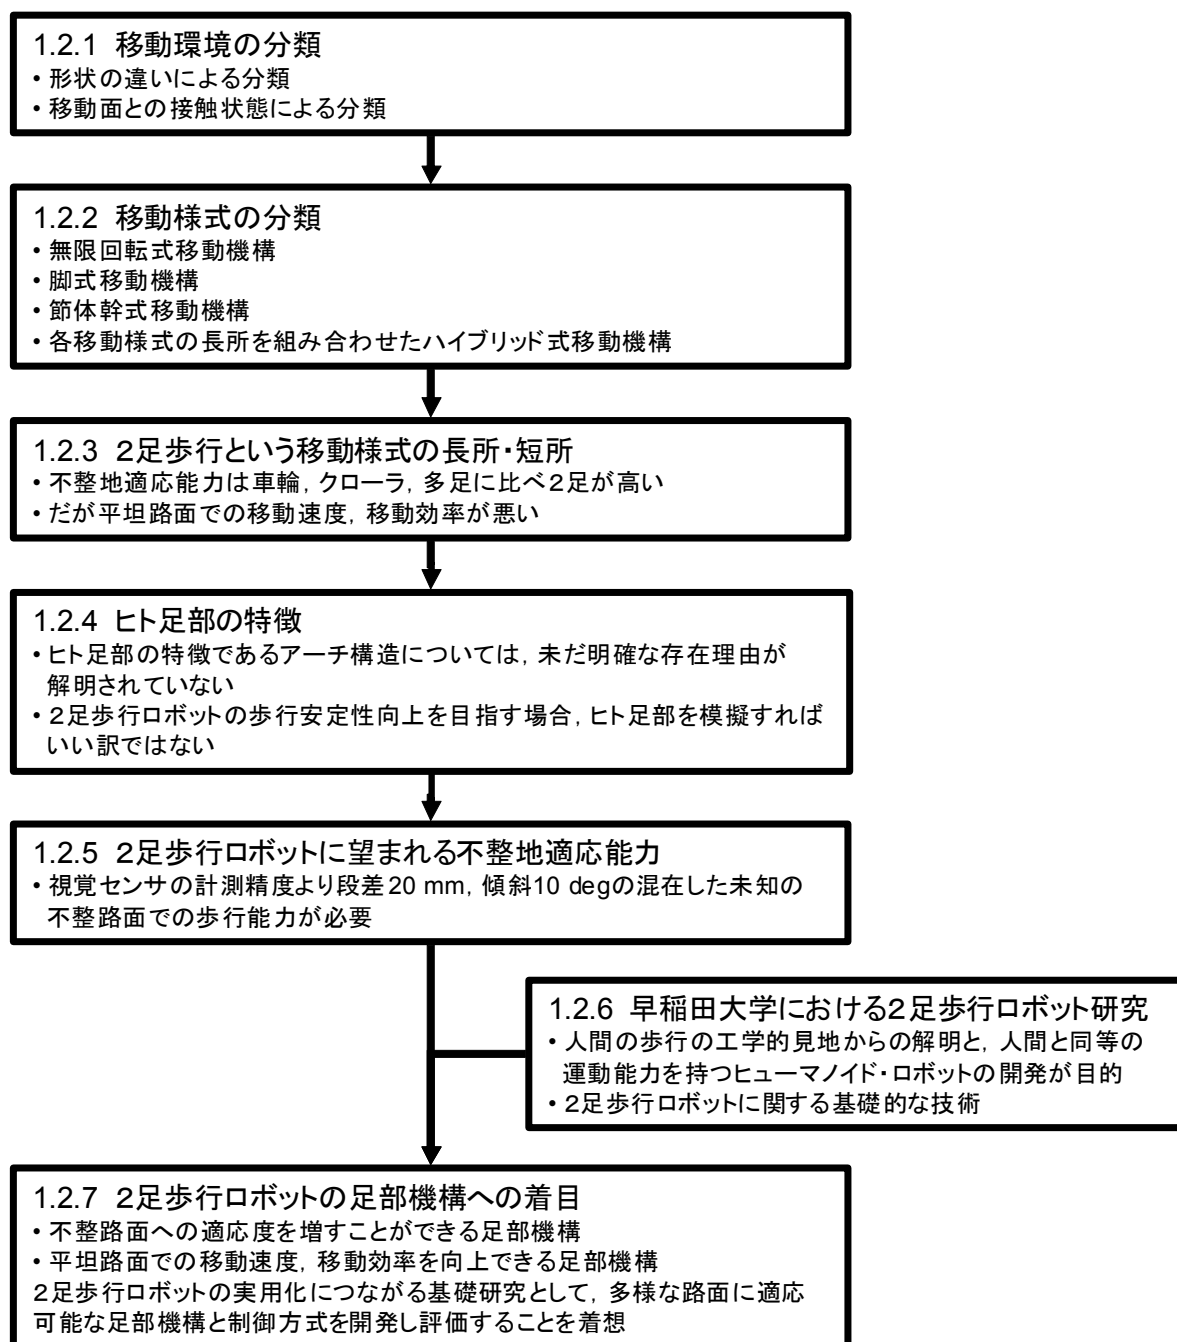 1.2.1 移動環境の分類
・形状の違いによる分類
・移動面との接触状態による分類
1.2.2 移動様式の分類
・無限回転式移動機構
・脚式移動機構
・節体幹式移動機構
・各移動様式の長所を組み合わせたハイブリッド式移動機構
1.2.3 ２足歩行という移動様式の長所・短所
・不整地適応能力は車輪, クローラ, 多足に比べ２足が高い
・だが平坦路面での移動速度, 移動効率が悪い
1.2.4 ヒト足部の特徴
・ヒト足部の特徴であるアーチ構造については, 未だ明確な存在理由が
解明されていない
・２足歩行ロボットの歩行安定性向上を目指す場合, ヒト足部を模擬すれば
いい訳ではない
1.2.5 ２足歩行ロボットに望まれる不整地適応能力
・視覚センサの計測精度より段差20 mm, 傾斜10 degの混在した未知の
不整路面での歩行能力が必要
1.2.6 早稲田大学における２足歩行ロボット研究
・人間の歩行の工学的見地からの解明と, 人間と同等の
運動能力を持つヒューマノイド・ロボットの開発が目的
・２足歩行ロボットに関する基礎的な技術
1.2.7 ２足歩行ロボットの足部機構への着目
・不整路面への適応度を増すことができる足部機構
・平坦路面での移動速度, 移動効率を向上できる足部機構
２足歩行ロボットの実用化につながる基礎研究として, 多様な路面に適応
可能な足部機構と制御方式を開発し評価することを着想